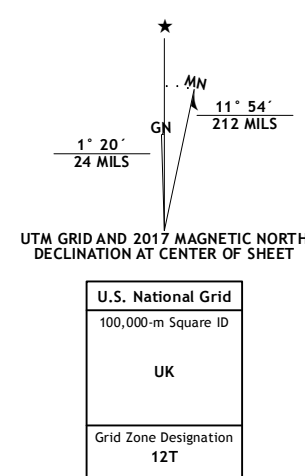 ★
MN
GN
11° 54´
212 MILS
1° 20´
24 MILS
UTM GRID AND 2017 MAGNETIC NORTH
DECLINATION AT CENTER OF SHEET
U.S. National Grid
100,000-m Square ID
UK
Grid Zone Designation
12T